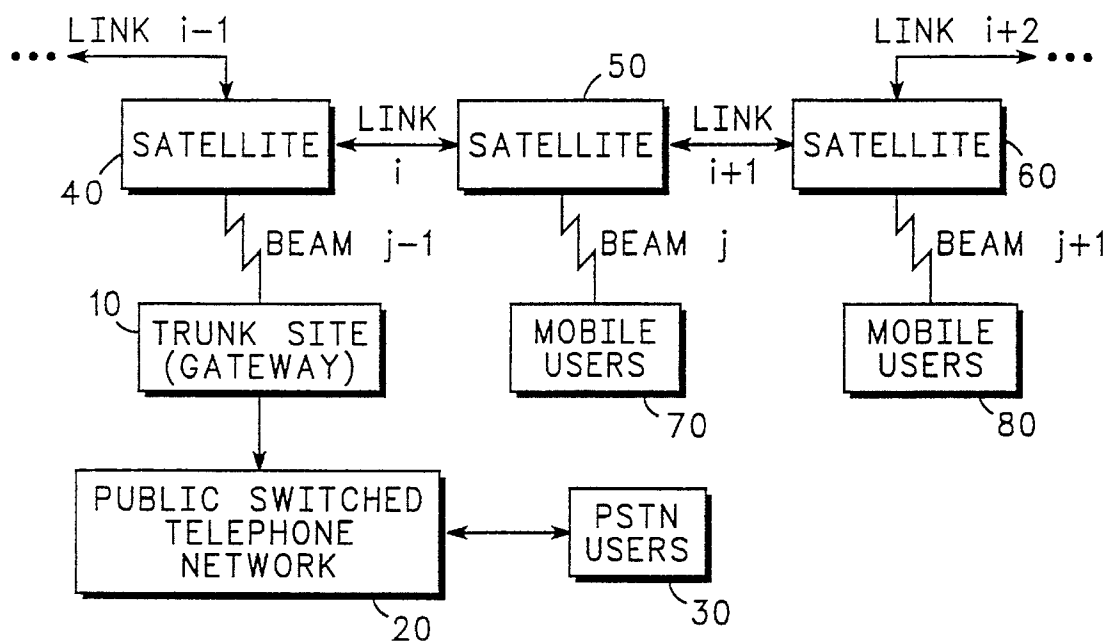 ••• LINK i-1
LINK i+2 •••
50
SATELLITE
LINK i
SATELLITE
LINK i+1
SATELLITE
40
60
BEAM j-1
BEAM j
BEAM j+1
10
TRUNK SITE
(GATEWAY)
MOBILE
USERS
MOBILE
USERS
70
80
PUBLIC SWITCHED
TELEPHONE
NETWORK
PSTN
USERS
20
30